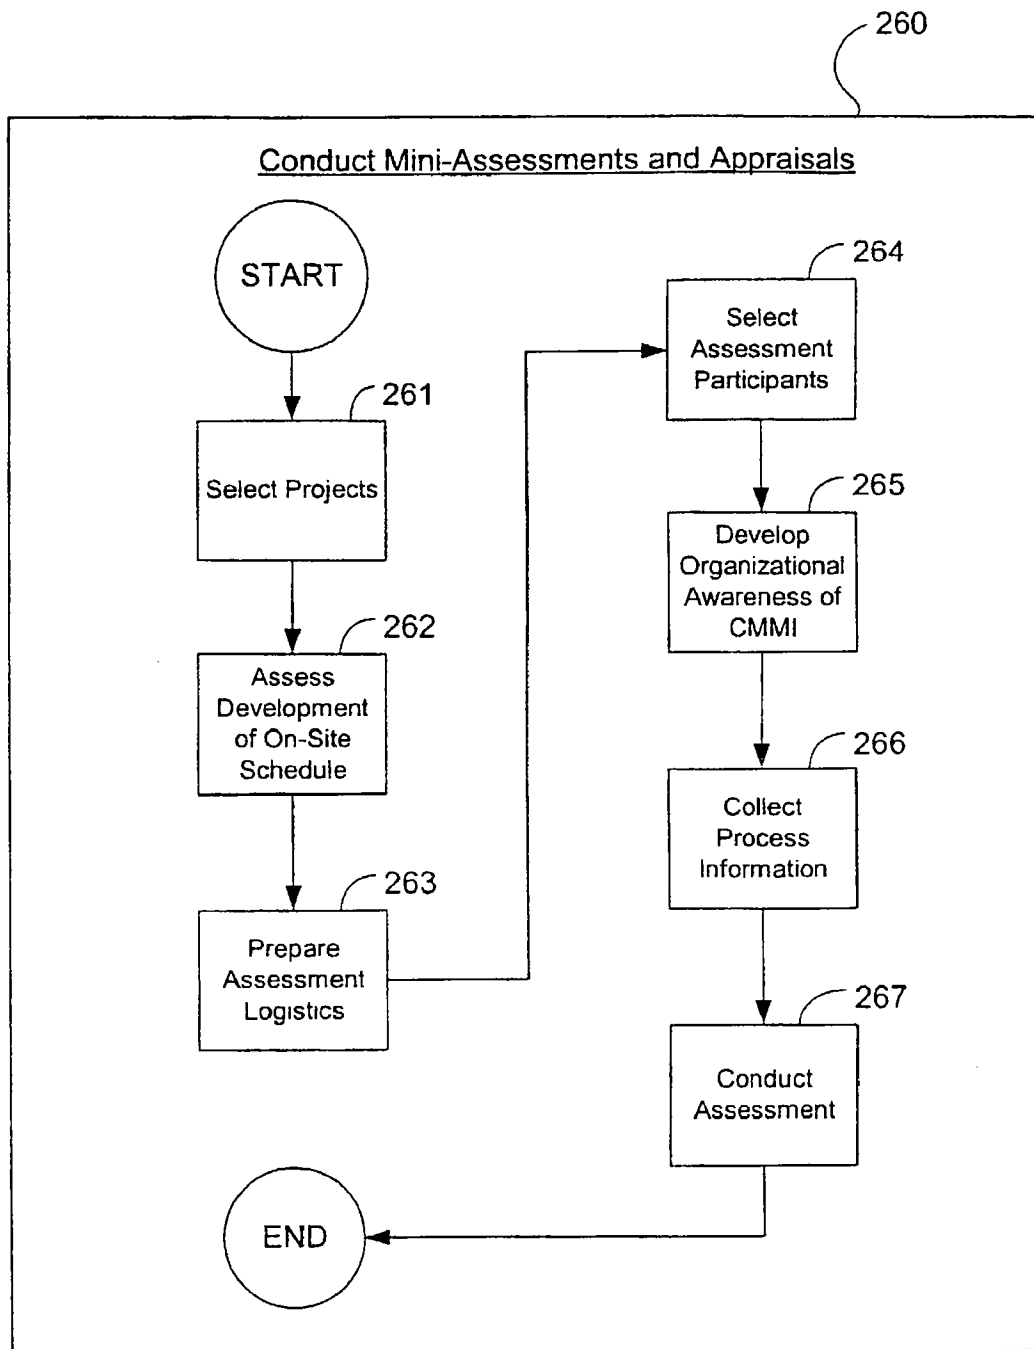 260
Conduct Mini-Assessments and Appraisals
START
261
Select Projects
262
Assess
Development
of On-Site
Schedule
263
Prepare
Assessment
Logistics
264
Select
Assessment
Participants
265
Develop
Organizational
Awareness of
CMMI
266
Collect
Process
Information
267
Conduct
Assessment
END